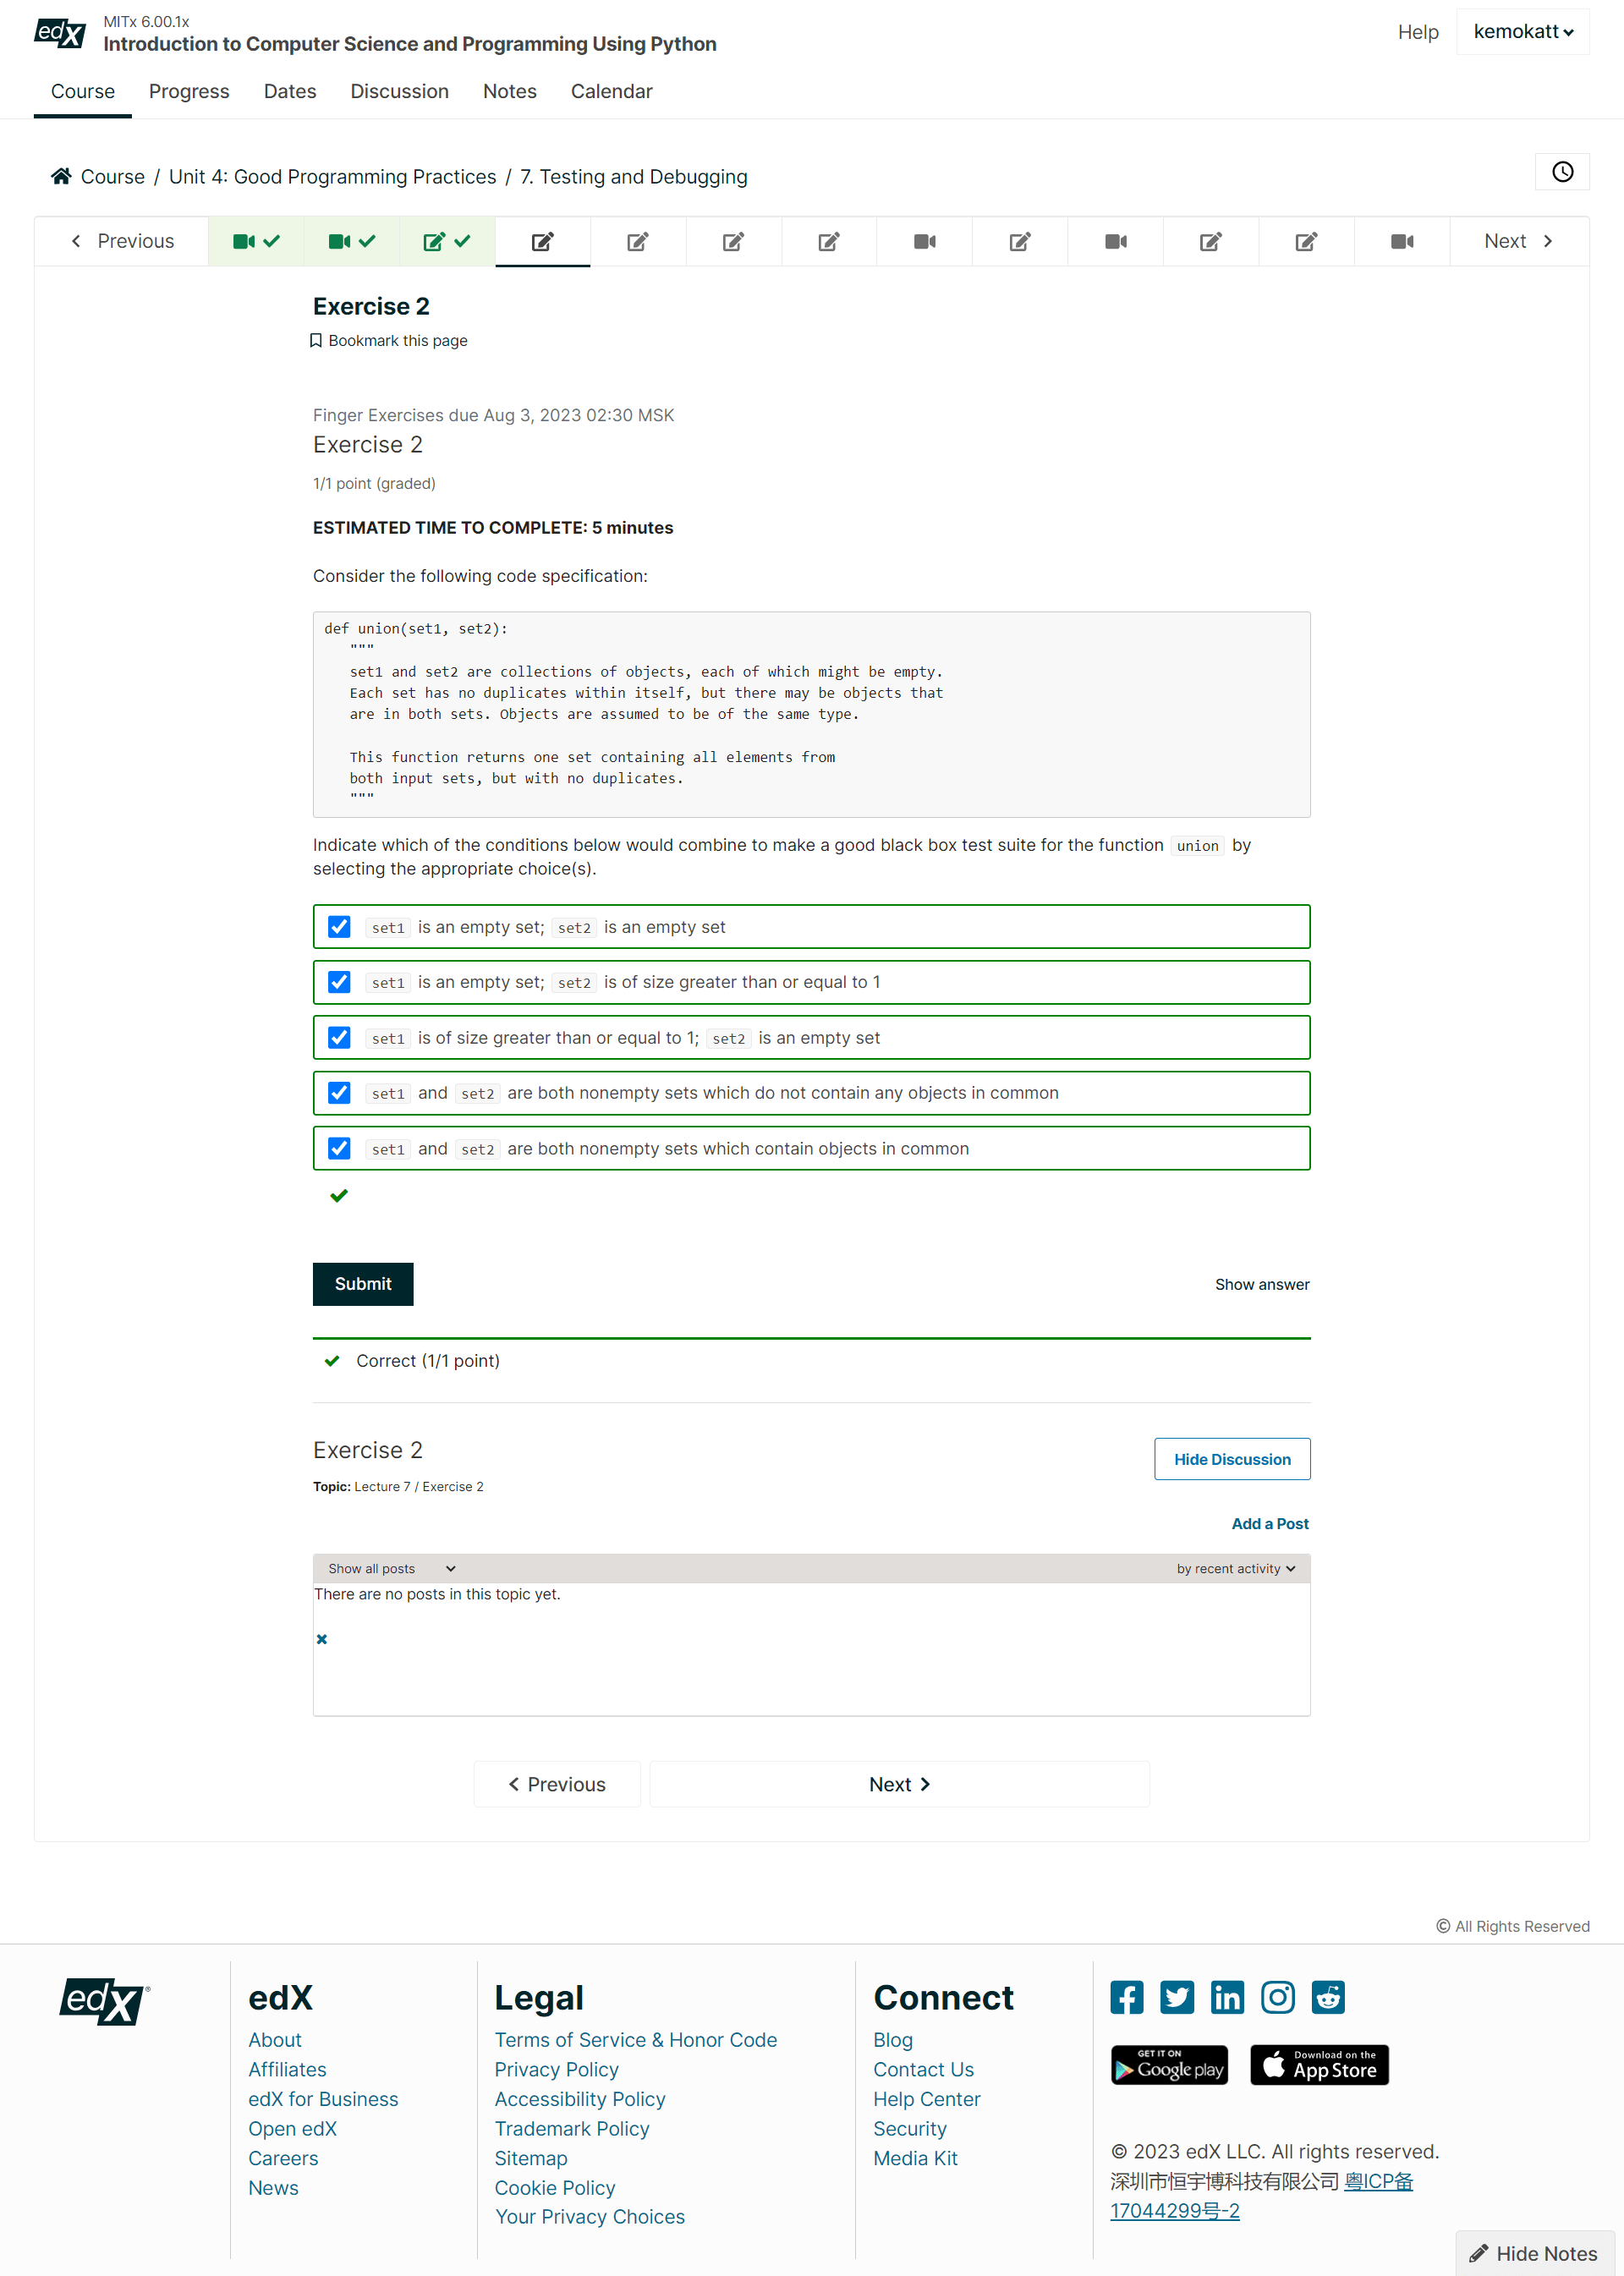 edX
MITx 6.00.1x
Introduction to Computer Science and Programming Using Python
Help
kemokatt
Course
Progress
Dates
Discussion
Notes
Calendar
Course / Unit 4: Good Programming Practices / 7. Testing and Debugging
Previous
Next
Exercise 2
Bookmark this page
Finger Exercises due Aug 3, 2023 02:30 MSK
Exercise 2
1/1 point (graded)
ESTIMATED TIME TO COMPLETE: 5 minutes
Consider the following code specification:
def union(set1, set2):
"""
set1 and set2 are collections of objects, each of which might be empty.
Each set has no duplicates within itself, but there may be objects that
are in both sets. Objects are assumed to be of the same type.
This function returns one set containing all elements from
both input sets, but with no duplicates.
"""
Indicate which of the conditions below would combine to make a good black box test suite for the function union by
selecting the appropriate choice(s).
set1 is an empty set; set2 is an empty set
set1 is an empty set; set2 is of size greater than or equal to 1
set1 is of size greater than or equal to 1; set2 is an empty set
set1 and set2 are both nonempty sets which do not contain any objects in common
set1 and set2 are both nonempty sets which contain objects in common
Submit
Show answer
Correct (1/1 point)
Exercise 2
Hide Discussion
Topic: Lecture 7 / Exercise 2
Add a Post
Show all posts
by recent activity
There are no posts in this topic yet.
Previous
Next
© All Rights Reserved
edX®
edX
About
Affiliates
edX for Business
Open edX
Careers
News
Legal
Terms of Service & Honor Code
Privacy Policy
Accessibility Policy
Trademark Policy
Sitemap
Cookie Policy
Your Privacy Choices
Connect
Blog
Contact Us
Help Center
Security
Media Kit
GET IT ON
Google play
Download on the
App Store
© 2023 edX LLC. All rights reserved.
深圳市恒宇博科技有限公司 粤ICP备
17044299号-2
Hide Notes